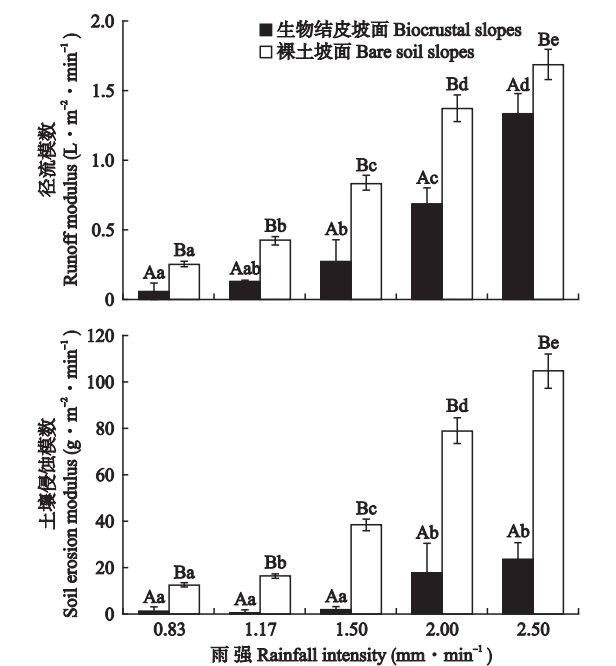 2.0
1.5
1.0
0.5
0
径流模数
Runoff modulus (L · m⁻² · min⁻¹)
生物结皮坡面 Biocrustal slopes
裸土坡面 Bare soil slopes
Aa Ba
Aab Bb
Ab Bc
Ac Bd
Ad Be
120
100
80
60
40
20
0
土壤侵蚀模数
Soil erosion modulus (g · m⁻² · min⁻¹)
Aa Ba
Aa Bb
Aa Bc
Ab Bd
Ab Be
0.83 1.17 1.50 2.00 2.50
雨强 Rainfall intensity (mm · min⁻¹)